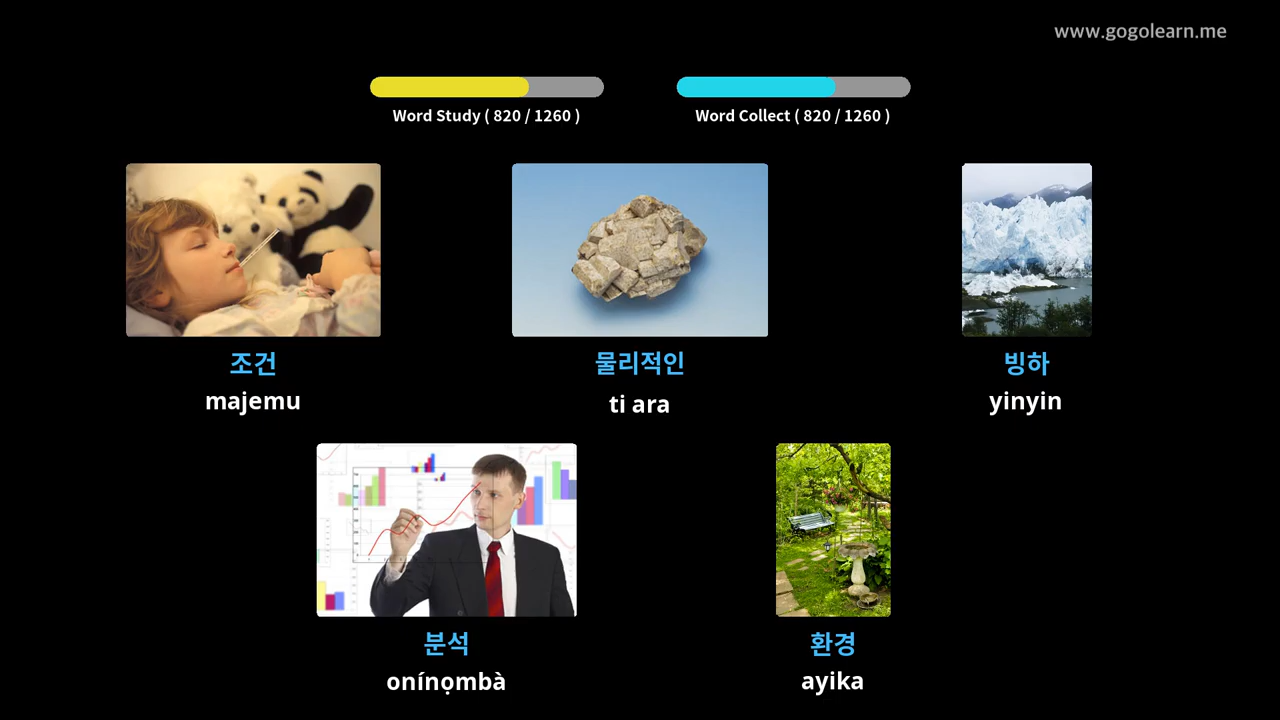 www.gogolearn.me
Word Study ( 820 / 1260 )
Word Collect ( 820 / 1260 )
조건
majemu
물리적인
ti ara
빙하
yinyin
분석
onínọmbà
환경
ayika